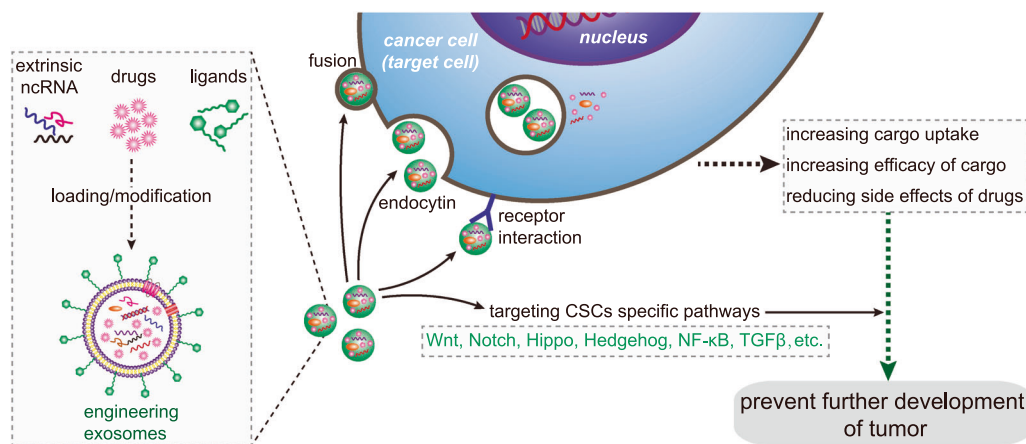 extrinsic
ncRNA
drugs
ligands
loading/modification
engineering
exosomes
fusion
cancer cell
(target cell)
nucleus
endocytin
receptor
interaction
targeting CSCs specific pathways
Wnt, Notch, Hippo, Hedgehog, NF-κB, TGFβ, etc.
increasing cargo uptake
increasing efficacy of cargo
reducing side effects of drugs
prevent further development
of tumor